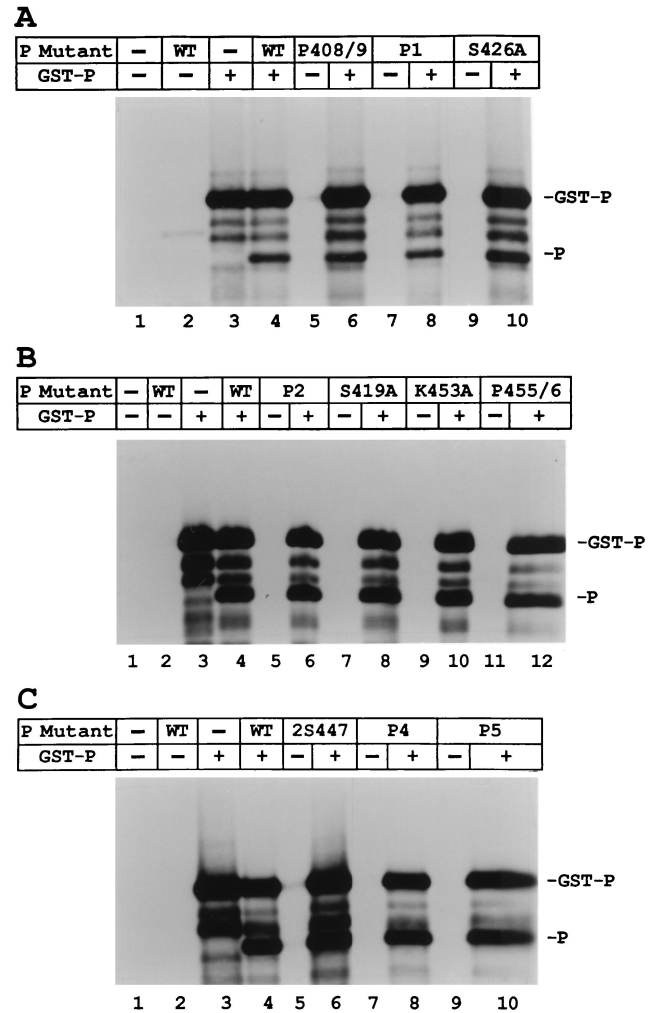 A
P Mutant – WT – WT P408/9 P1 S426A
GST-P – – + + – + – + – +
-GST-P
-P
1 2 3 4 5 6 7 8 9 10
B
P Mutant – WT – WT P2 S419A K453A P455/6
GST-P – – + + – + – + – + – +
-GST-P
-P
1 2 3 4 5 6 7 8 9 10 11 12
C
P Mutant – WT – WT 2S447 P4 P5
GST-P – – + + – + – + – +
-GST-P
-P
1 2 3 4 5 6 7 8 9 10